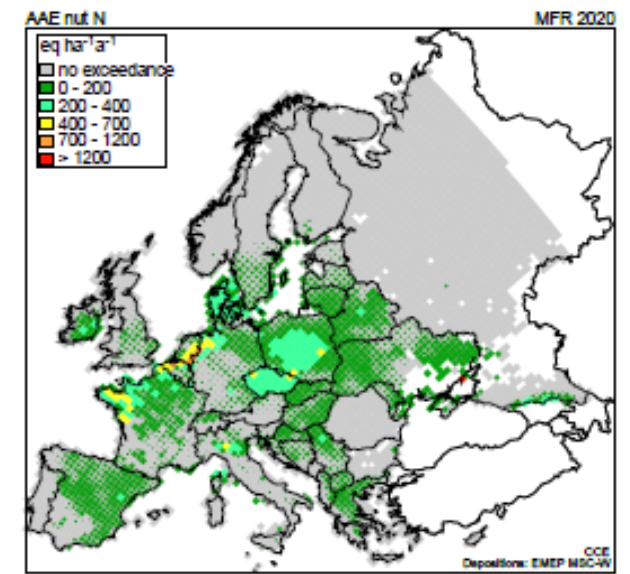 AAE nut N
MFR 2020
eq ha-1a-1
no exceedance
0 - 200
200 - 400
400 - 700
700 - 1200
> 1200
CCE
Depositions: EMEP MSC-W